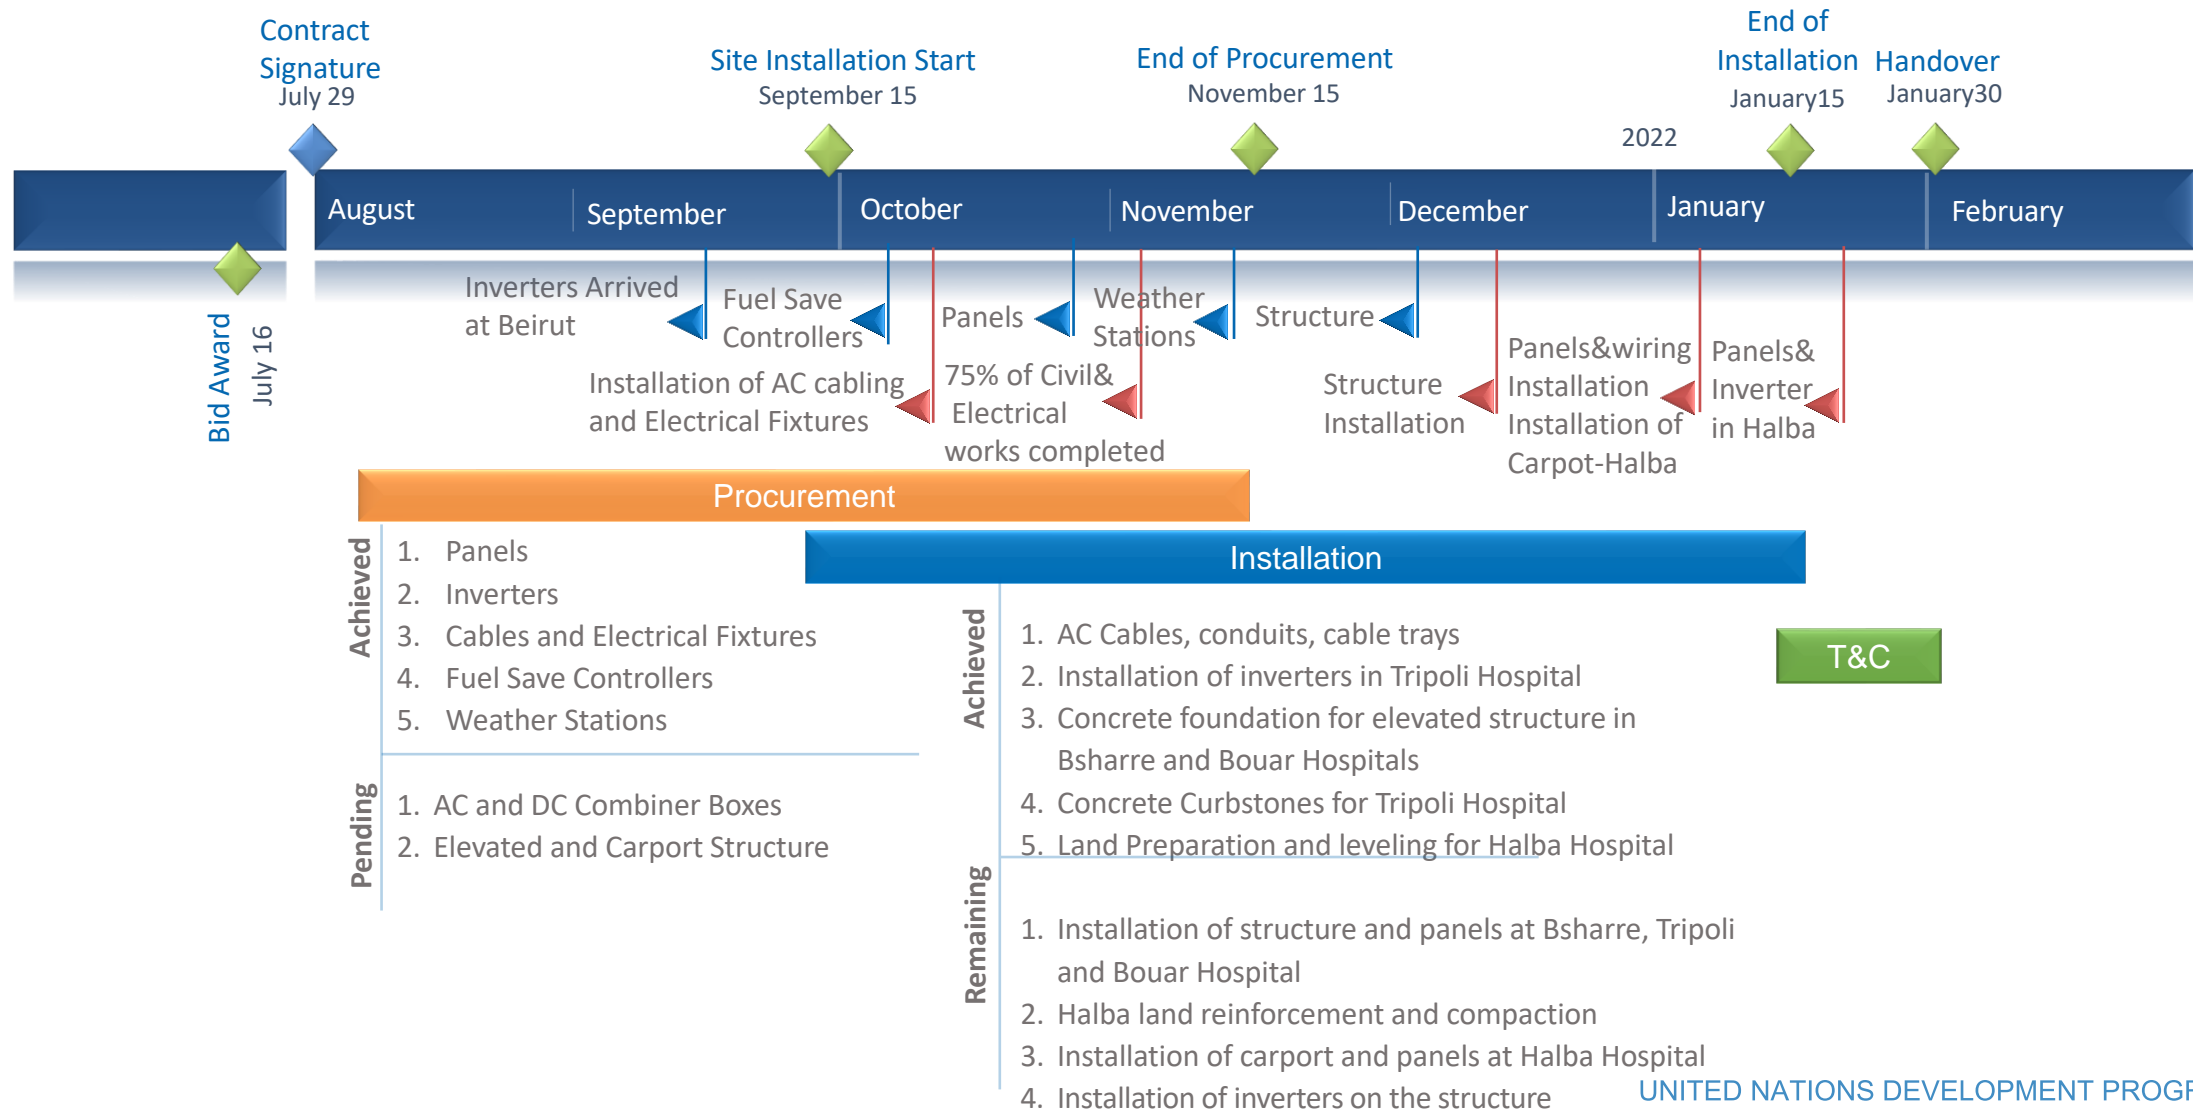 Contract
Signature
July 29
Site Installation Start
September 15
End of Procurement
November 15
End of
Installation
January15
Handover
January30
2022
August
September
October
November
December
January
February
Bid Award
July 16
Inverters Arrived
at Beirut
Fuel Save
Controllers
Panels
Weather
Stations
Structure
Installation of AC cabling
and Electrical Fixtures
75% of Civil&
Electrical
works completed
Structure
Installation
Panels&wiring
Installation
Installation of
Carpot-Halba
Panels&
Inverter
in Halba
Procurement
Installation
T&C
Achieved
1. Panels
2. Inverters
3. Cables and Electrical Fixtures
4. Fuel Save Controllers
5. Weather Stations
Pending
1. AC and DC Combiner Boxes
2. Elevated and Carport Structure
Achieved
1. AC Cables, conduits, cable trays
2. Installation of inverters in Tripoli Hospital
3. Concrete foundation for elevated structure in
Bsharre and Bouar Hospitals
4. Concrete Curbstones for Tripoli Hospital
5. Land Preparation and leveling for Halba Hospital
Remaining
1. Installation of structure and panels at Bsharre, Tripoli
and Bouar Hospital
2. Halba land reinforcement and compaction
3. Installation of carport and panels at Halba Hospital
4. Installation of inverters on the structure
UNITED NATIONS DEVELOPMENT